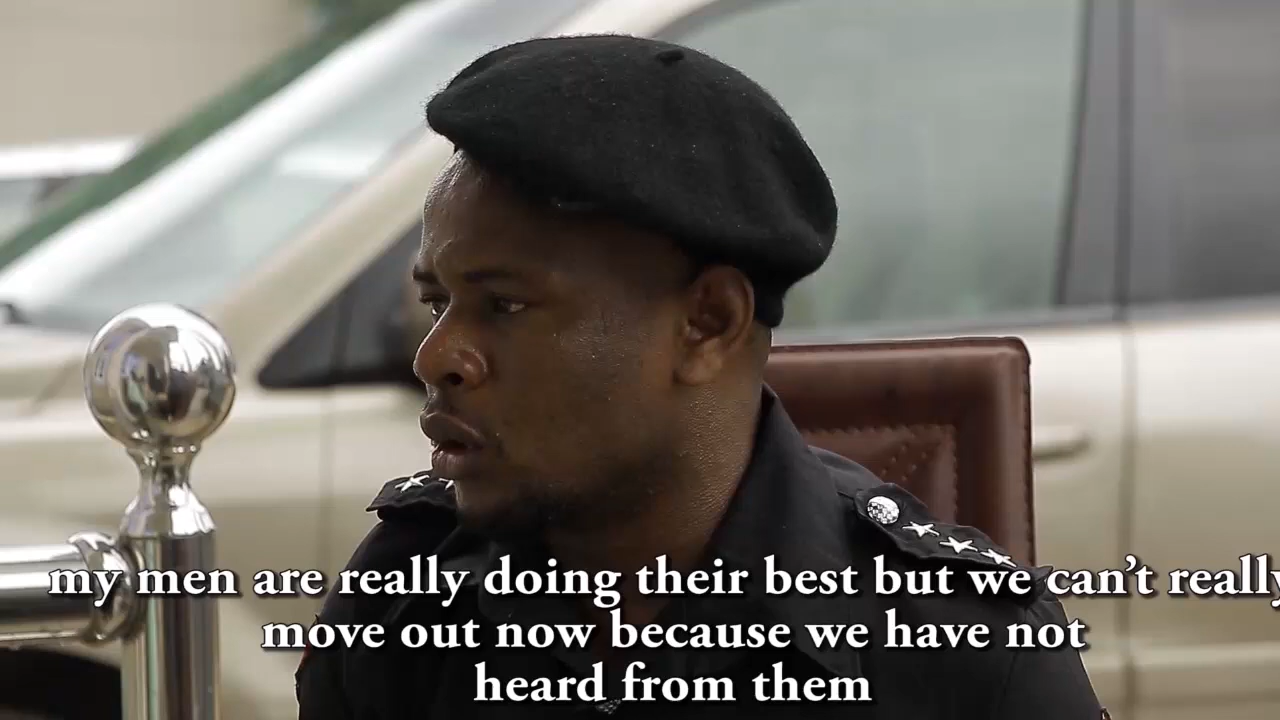 my men are really doing their best but we can't really
move out now because we have not
heard from them